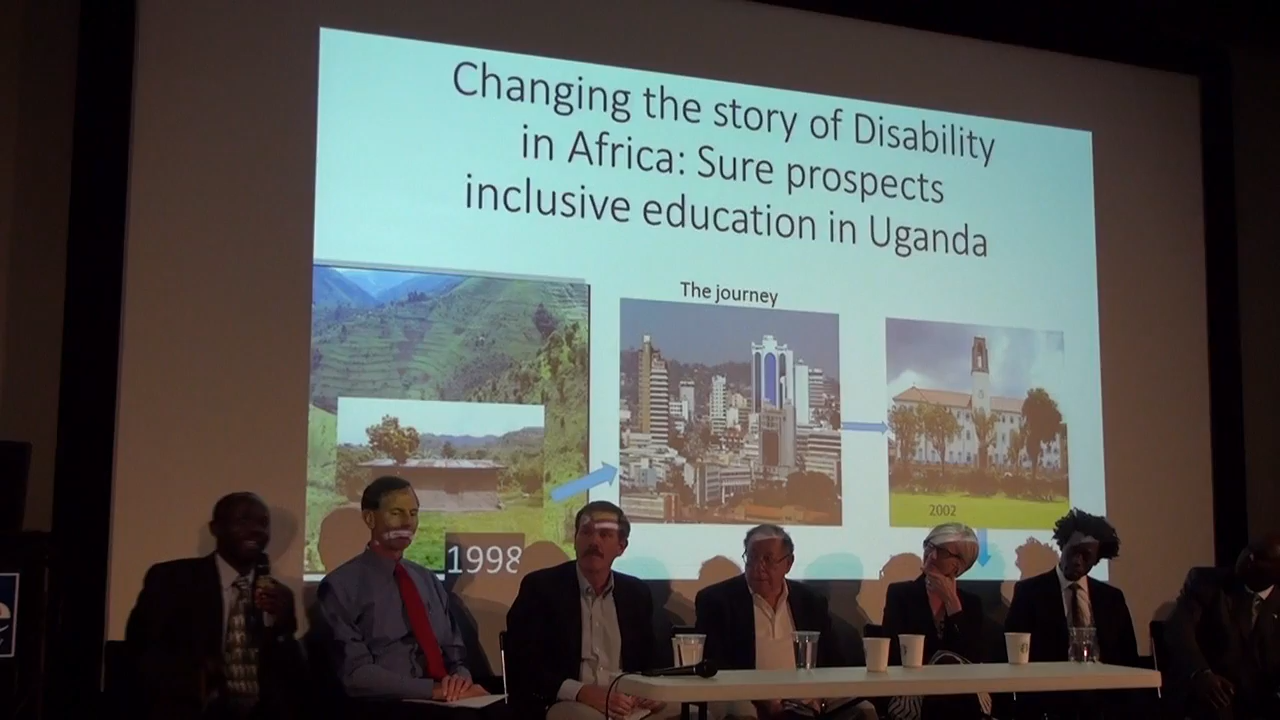 Changing the story of Disability
in Africa: Sure prospects
inclusive education in Uganda
The journey
1998
2002